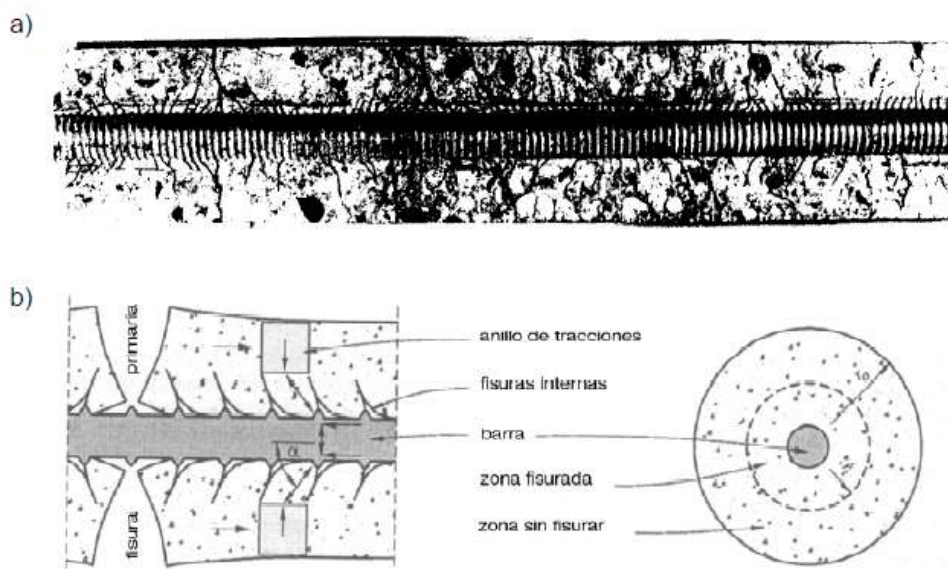 a)
b)
primaria
fisura
α
anillo de tracciones
fisuras internas
barra
zona fisurada
zona sin fisurar